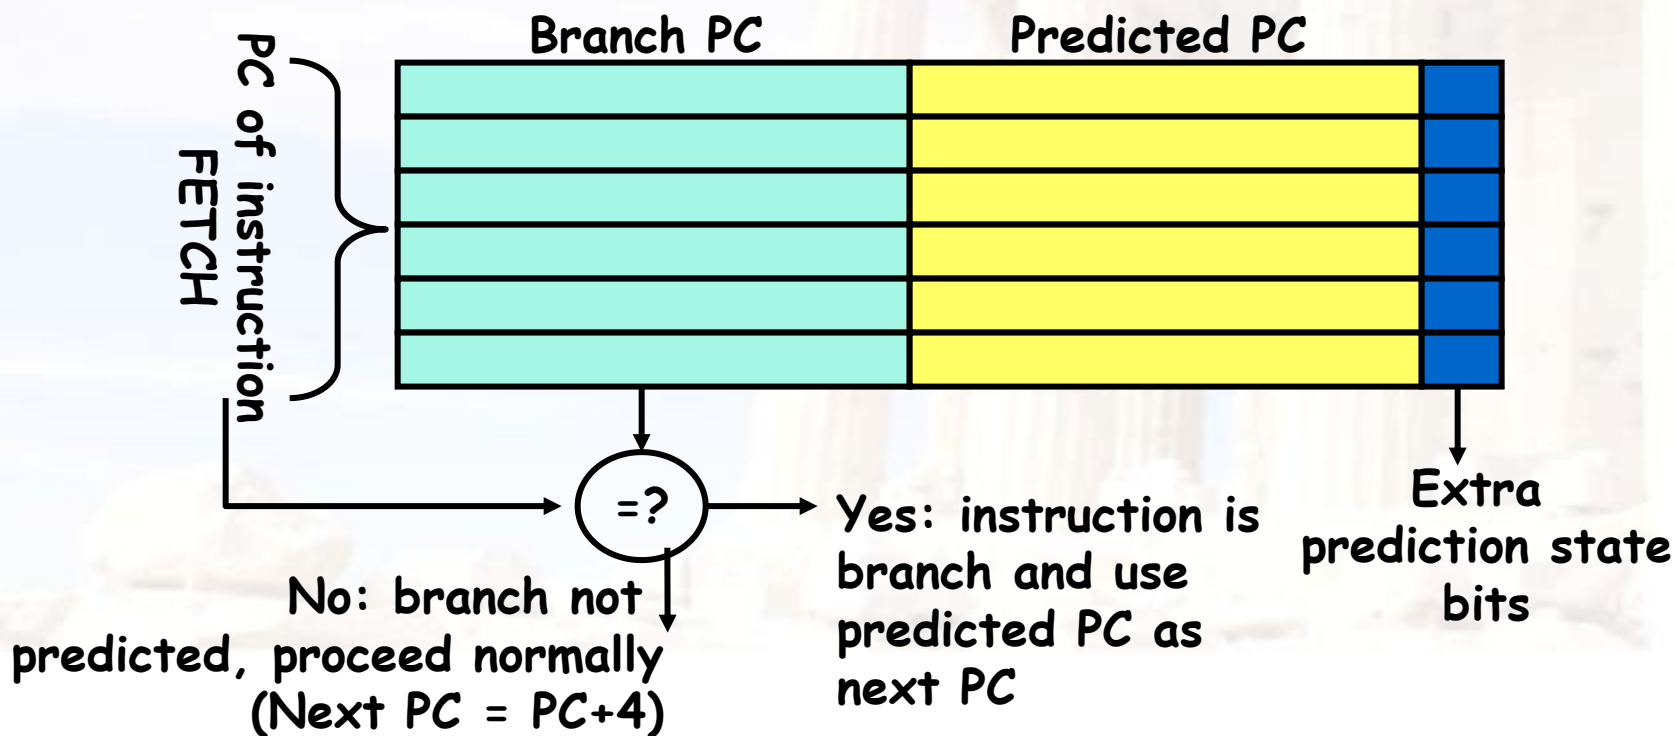 Branch PC
Predicted PC
PC of instruction
FETCH
=?
Yes: instruction is
branch and use
predicted PC as
next PC
Extra
prediction state
bits
No: branch not
predicted, proceed normally
(Next PC = PC+4)